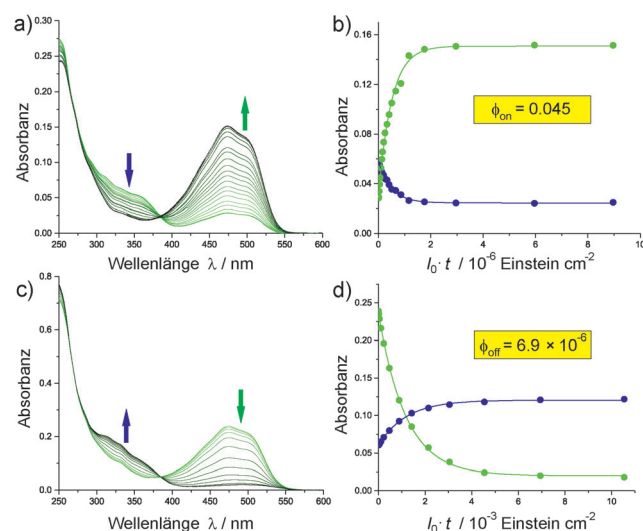 a)
0.30
0.25
0.20
0.15
0.10
0.05
0.00
Absorbanz
250 300 350 400 450 500 550 600
Wellenlänge λ / nm
b)
0.16
0.12
0.08
0.04
0.00
Absorbanz
ϕon = 0.045
0 2 4 6 8 10
I0· t / 10-6 Einstein cm-2
c)
0.8
0.6
0.4
0.2
0.0
Absorbanz
250 300 350 400 450 500 550 600
Wellenlänge λ / nm
d)
0.25
0.20
0.15
0.10
0.05
0.00
Absorbanz
ϕoff = 6.9 × 10-6
0 2 4 6 8 10
I0· t / 10-3 Einstein cm-2